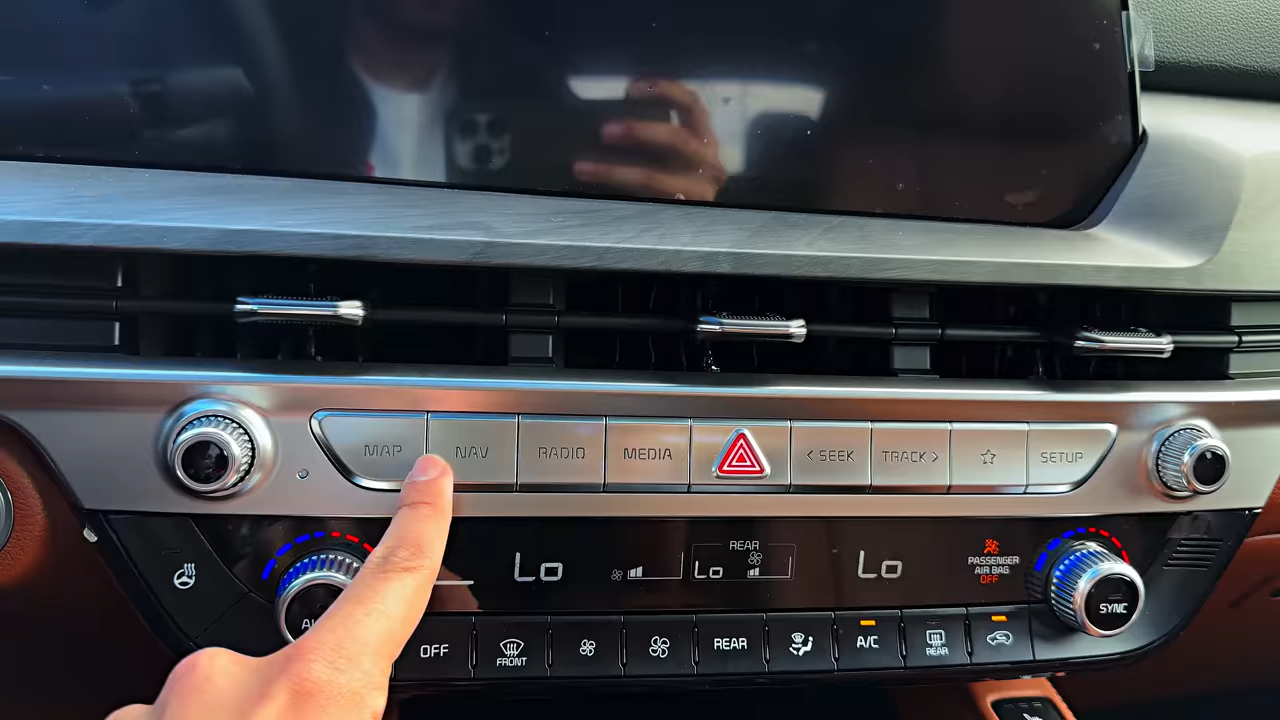 MAP NAV RADIO MEDIA < SEEK TRACK > SETUP
REAR
Lo Lo Lo
PASSENGER
AIR BAG
OFF
SYNC
OFF FRONT REAR A/C REAR